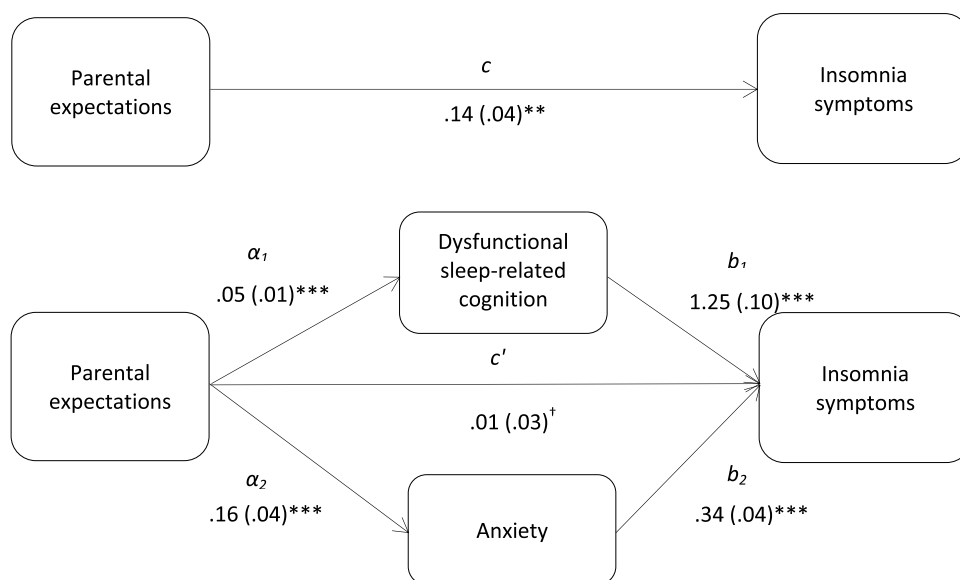 Parental
expectations
c
.14 (.04)**
Insomnia
symptoms
Dysfunctional
sleep-related
cognition
α₁
.05 (.01)***
b₁
1.25 (.10)***
Parental
expectations
c'
.01 (.03)†
Insomnia
symptoms
α₂
.16 (.04)***
Anxiety
b₂
.34 (.04)***